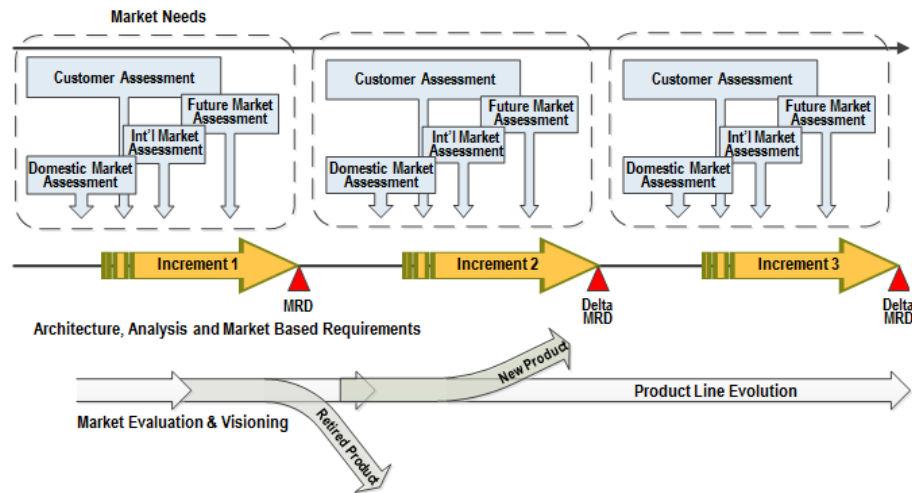 Market Needs
Customer Assessment
Future Market
Assessment
Int'l Market
Assessment
Domestic Market
Assessment
Customer Assessment
Future Market
Assessment
Int'l Market
Assessment
Domestic Market
Assessment
Customer Assessment
Future Market
Assessment
Int'l Market
Assessment
Domestic Market
Assessment
Increment 1
Increment 2
Increment 3
MRD
Delta
MRD
Delta
MRD
Architecture, Analysis and Market Based Requirements
New Product
Product Line Evolution
Market Evaluation & Visioning
Retired Product